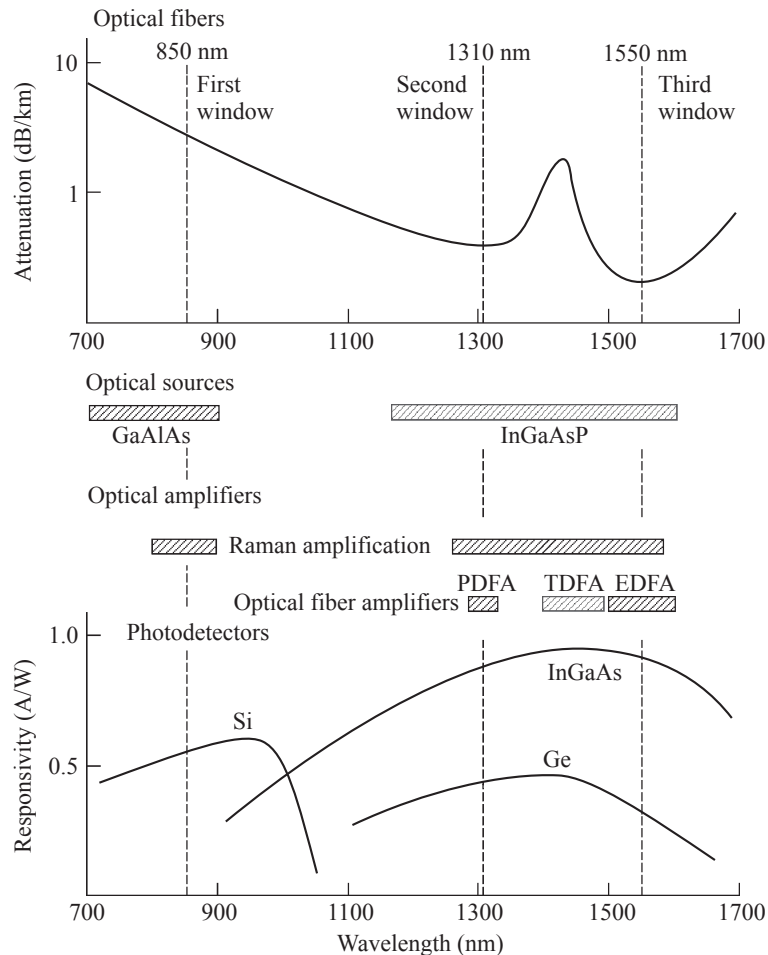 Optical fibers
850 nm
1310 nm
1550 nm
First
window
Second
window
Third
window
Attenuation (dB/km)
10
1
700
900
1100
1300
1500
1700
Optical sources
GaAlAs
InGaAsP
Optical amplifiers
Raman amplification
PDFA
TDFA
EDFA
Optical fiber amplifiers
Photodetectors
Responsivity (A/W)
1.0
0.5
Si
InGaAs
Ge
700
900
1100
1300
1500
1700
Wavelength (nm)